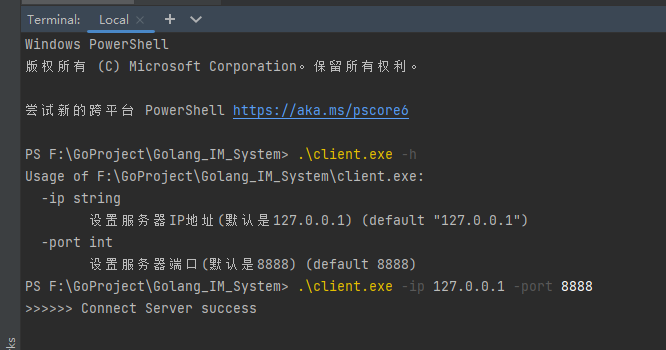 Terminal: Local × +
Windows PowerShell
版权所有 (C) Microsoft Corporation。保留所有权利。
尝试新的跨平台 PowerShell https://aka.ms/pscore6
PS F:\GoProject\Golang_IM_System> .\client.exe -h
Usage of F:\GoProject\Golang_IM_System\client.exe:
-ip string
设置服务器IP地址(默认是127.0.0.1) (default "127.0.0.1")
-port int
设置服务器端口(默认是8888) (default 8888)
PS F:\GoProject\Golang_IM_System> .\client.exe -ip 127.0.0.1 -port 8888
>>>>>> Connect Server success